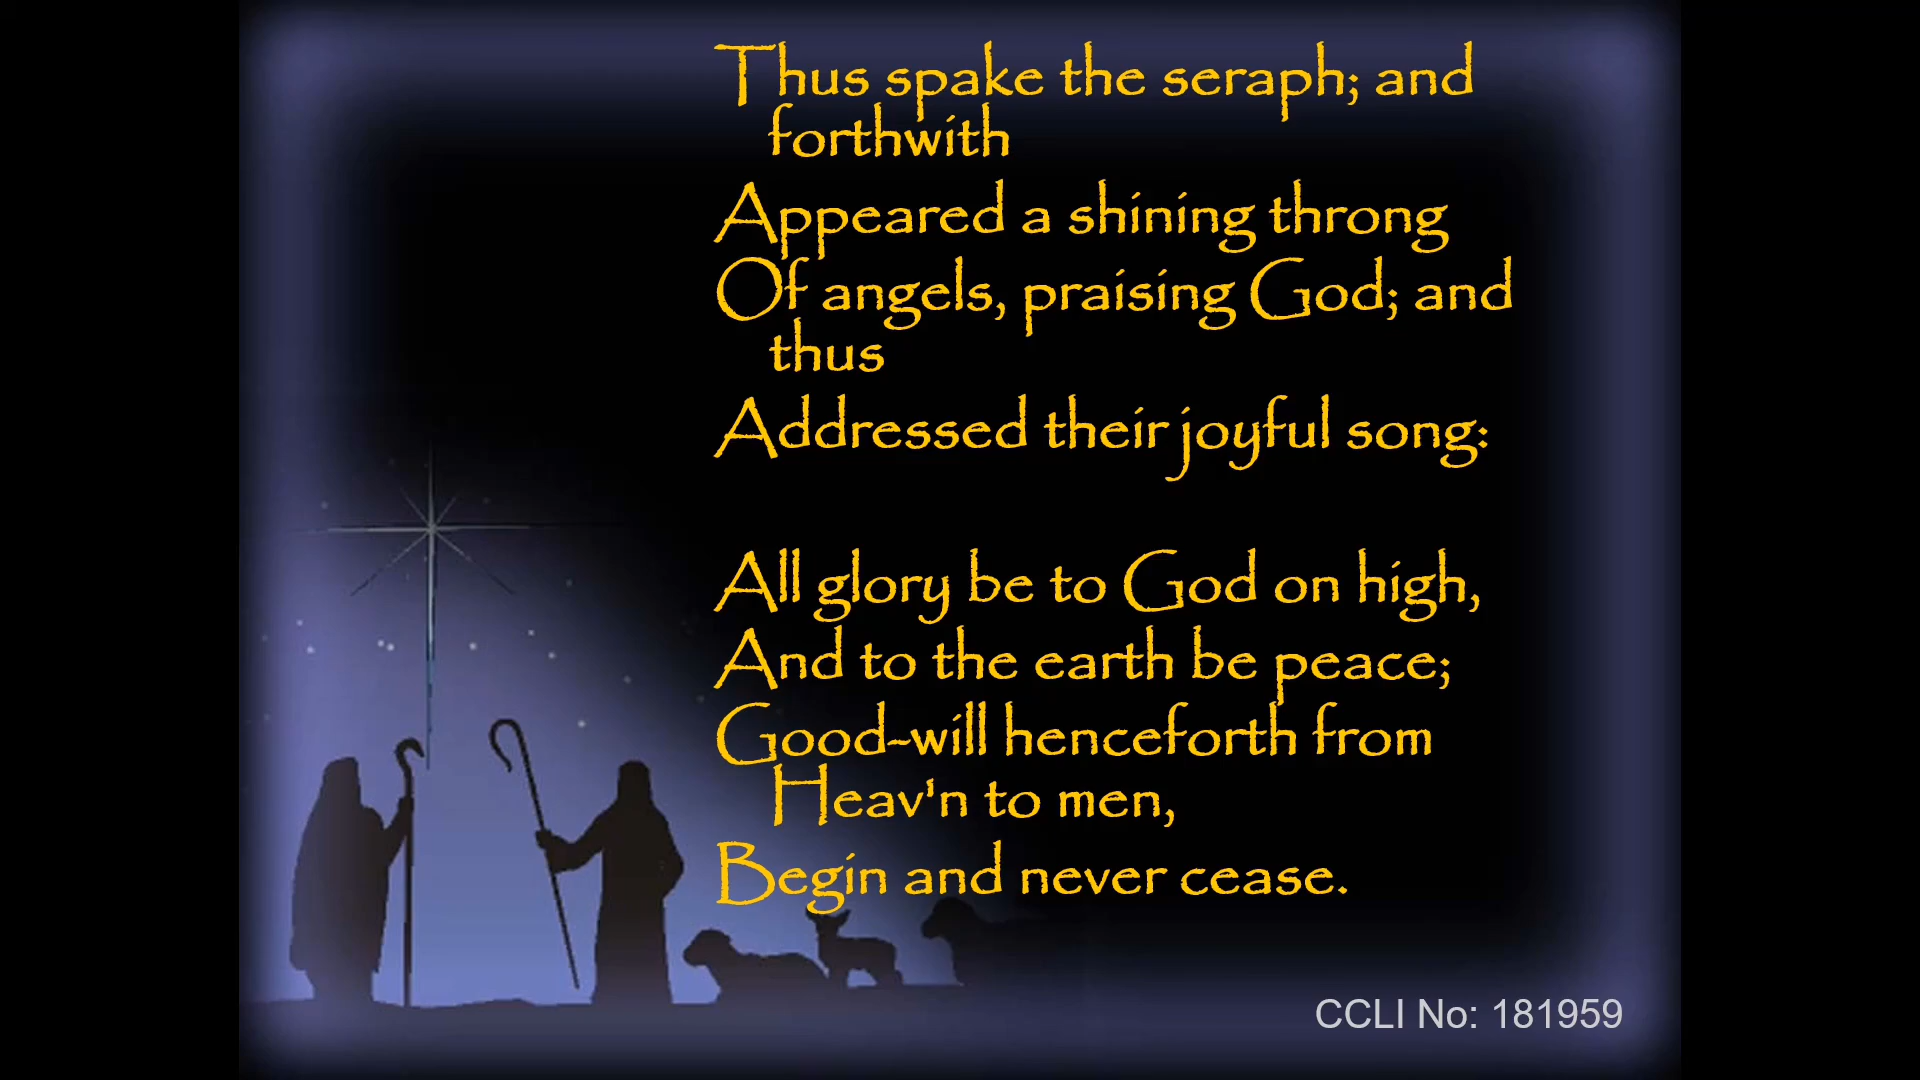 Thus spake the seraph; and
forthwith
Appeared a shining throng
Of angels, praising God; and
thus
Addressed their joyful song:
All glory be to God on high,
And to the earth be peace;
Good-will henceforth from
Heav'n to men,
Begin and never cease.
CCLI No: 181959